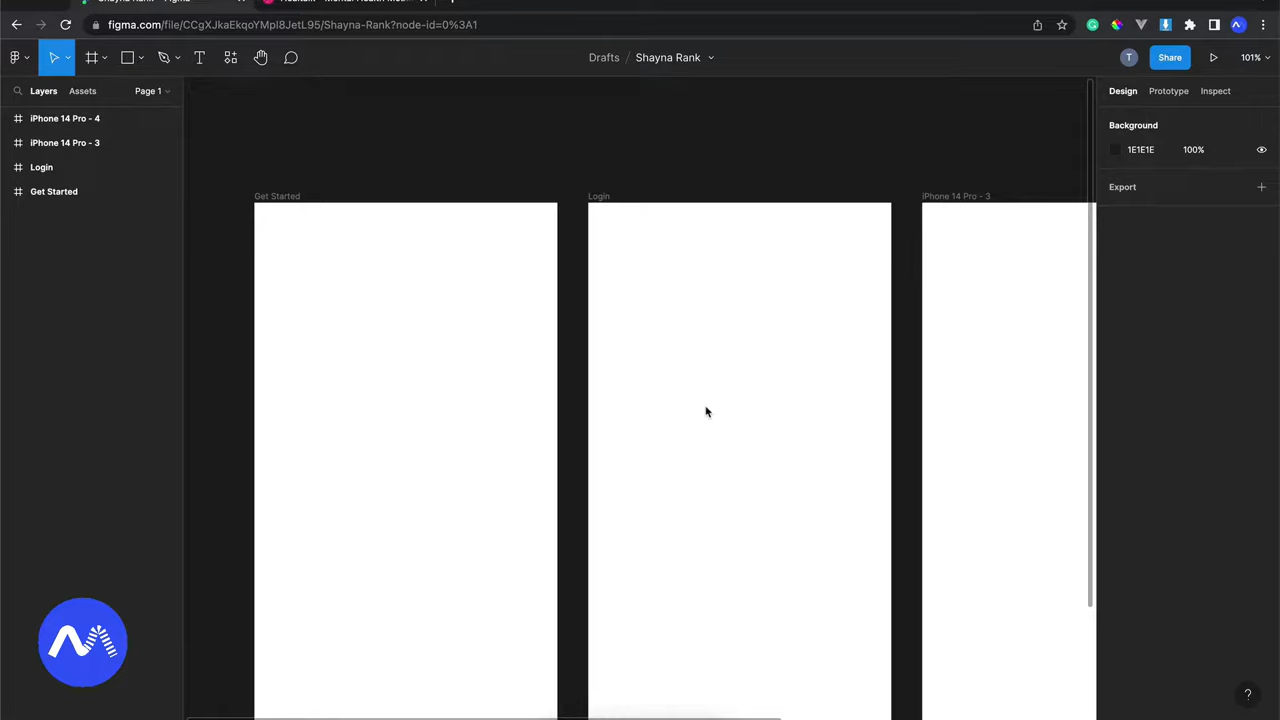 figma.com/file/CCgXJkaEkqoYMpI8JetL95/Shayna-Rank?node-id=0%3A1
Drafts / Shayna Rank
T
Share
101%
Layers
Assets
Page 1
iPhone 14 Pro - 4
iPhone 14 Pro - 3
Login
Get Started
Get Started
Login
iPhone 14 Pro - 3
Design
Prototype
Inspect
Background
1E1E1E
100%
Export
?